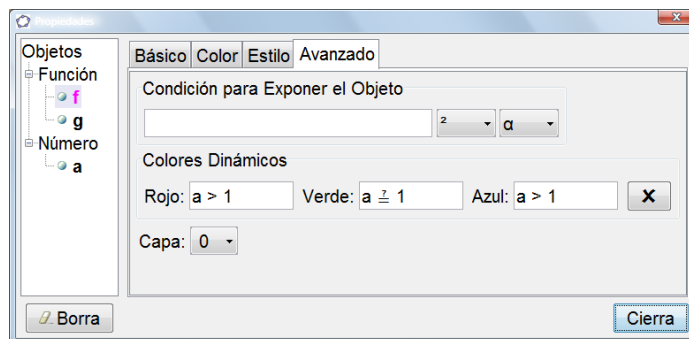 Propiedades
Objetos
Función
f
g
Número
a
Básico Color Estilo Avanzado
Condición para Exponer el Objeto
² α
Colores Dinámicos
Rojo: a > 1 Verde: a ≟ 1 Azul: a > 1 X
Capa: 0
Borra Cierra